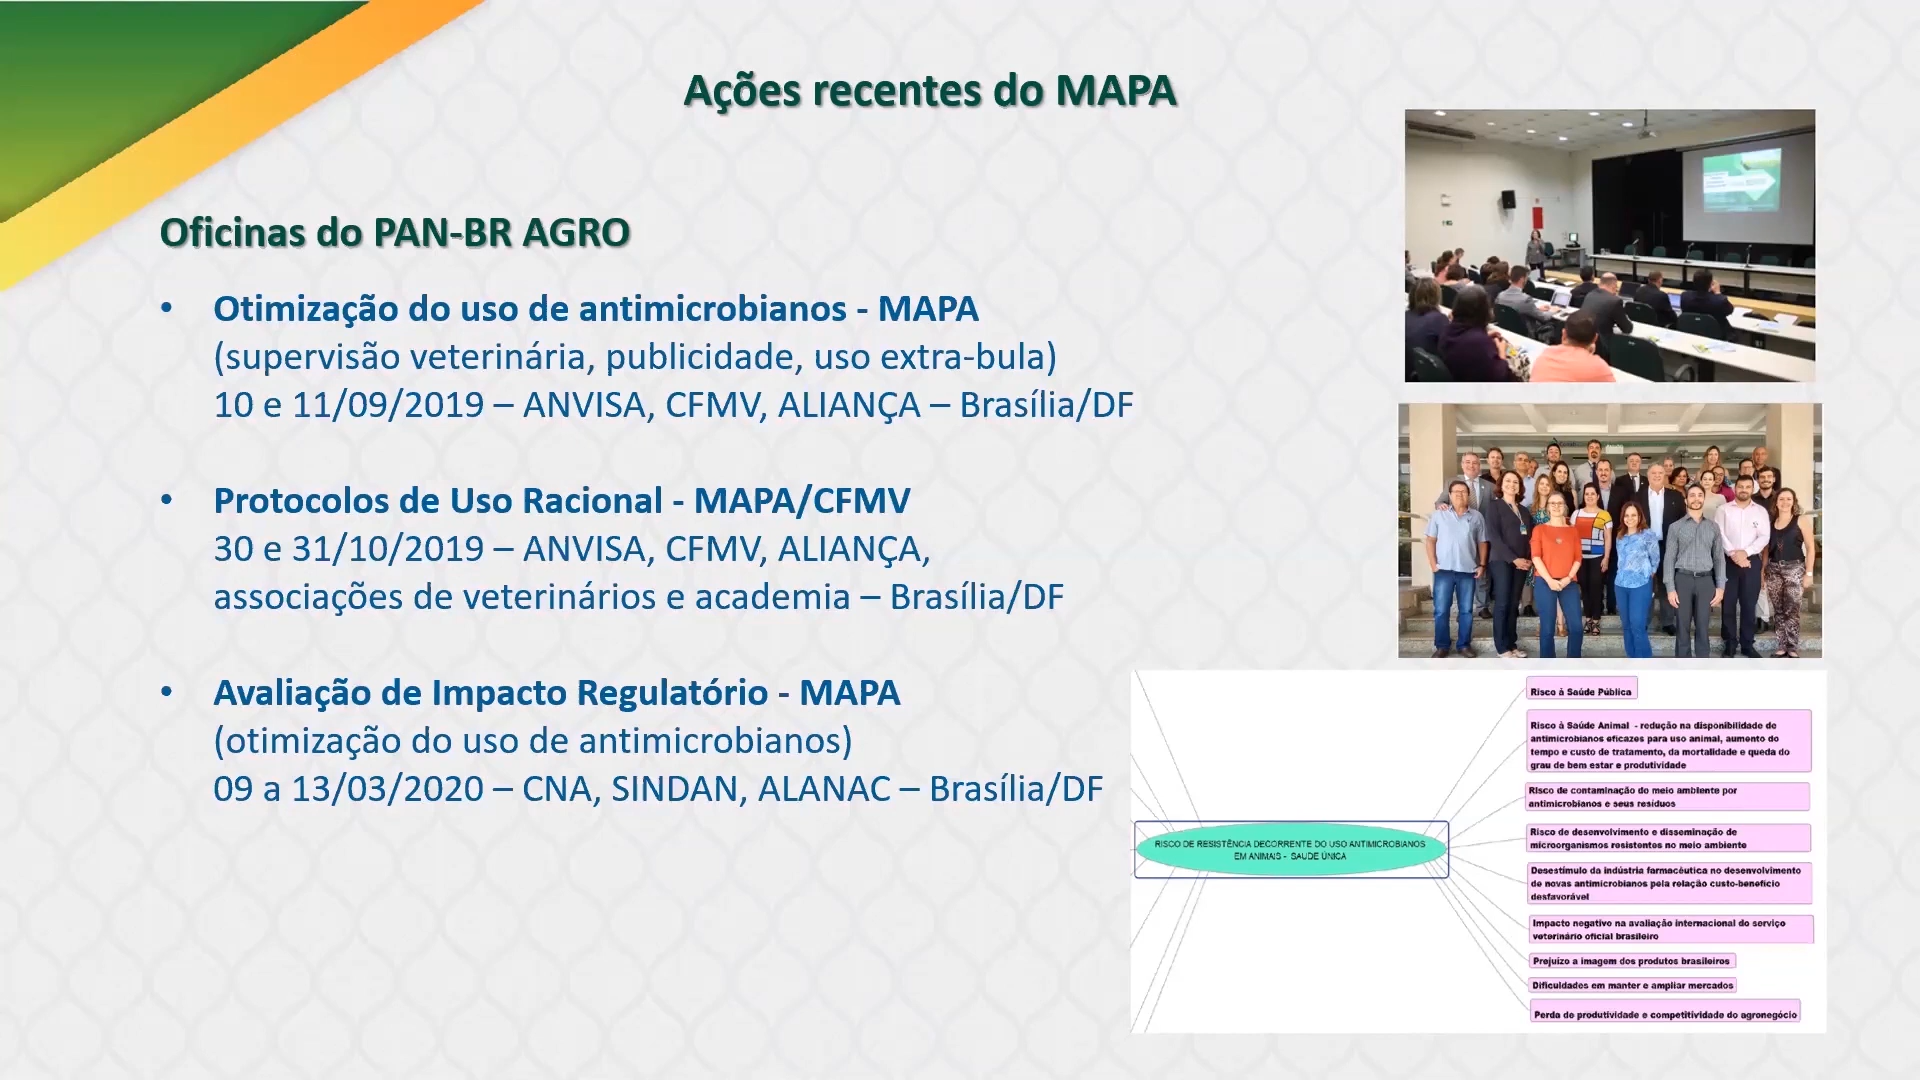 Ações recentes do MAPA
Oficinas do PAN-BR AGRO
• Otimização do uso de antimicrobianos - MAPA
(supervisão veterinária, publicidade, uso extra-bula)
10 e 11/09/2019 – ANVISA, CFMV, ALIANÇA – Brasília/DF
• Protocolos de Uso Racional - MAPA/CFMV
30 e 31/10/2019 – ANVISA, CFMV, ALIANÇA,
associações de veterinários e academia – Brasília/DF
• Avaliação de Impacto Regulatório - MAPA
(otimização do uso de antimicrobianos)
09 a 13/03/2020 – CNA, SINDAN, ALANAC – Brasília/DF
RISCO DE RESISTÊNCIA DECORRENTE DO USO ANTIMICROBIANOS
EM ANIMAIS - SAUDE ÚNICA
Risco à Saúde Pública
Risco à Saúde Animal - redução na disponibilidade de
antimicrobianos eficazes para uso animal, aumento do
tempo e custo de tratamento, da mortalidade e queda do
grau de bem estar e produtividade
Risco de contaminação do meio ambiente por
antimicrobianos e seus resíduos
Risco de desenvolvimento e disseminação de
microorganismos resistentes no meio ambiente
Desestímulo da indústria farmacêutica no desenvolvimento
de novas antimicrobianos pela relação custo-benefício
desfavorável
Impacto negativo na avaliação internacional do serviço
veterinário oficial brasileiro
Prejuízo a imagem dos produtos brasileiros
Dificuldades em manter e ampliar mercados
Perda de produtividade e competitividade do agronegócio